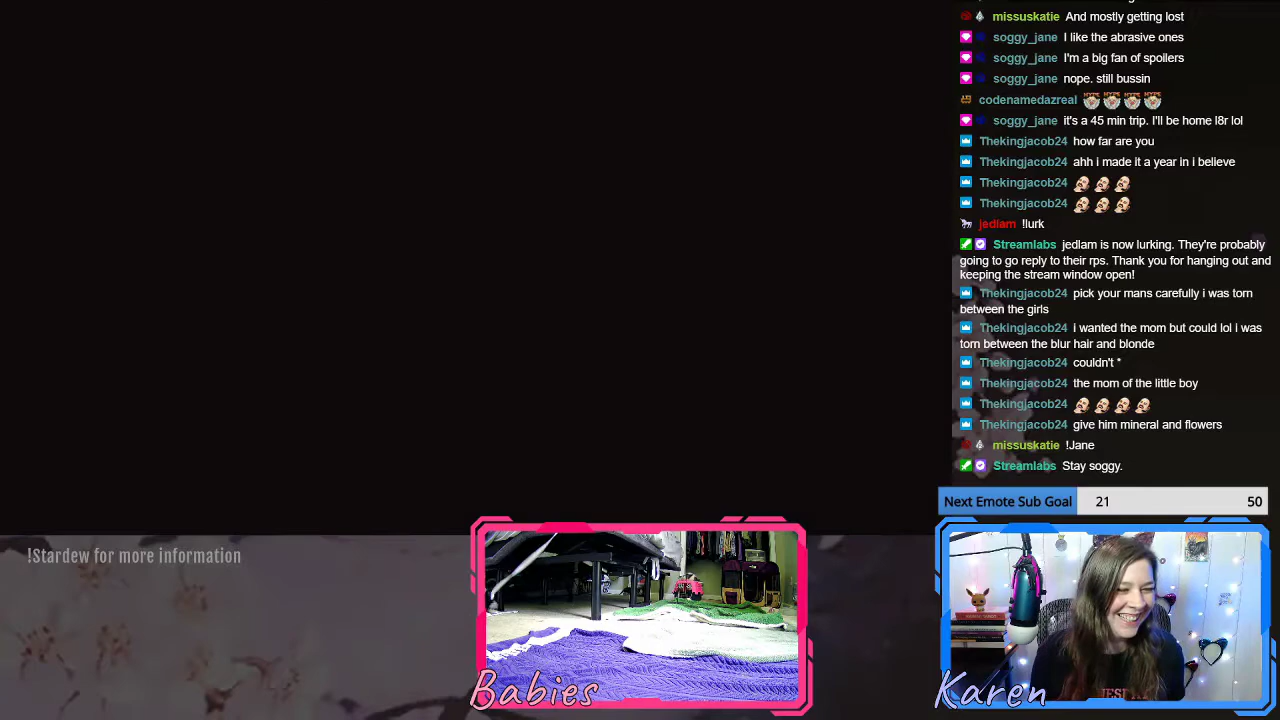 missuskatie And mostly getting lost
soggy_jane I like the abrasive ones
soggy_jane I'm a big fan of spoilers
soggy_jane nope. still bussin
codenamedazreal HYPE HYPE HYPE HYPE
soggy_jane it's a 45 min trip. I'll be home l8r lol
Thekingjacob24 how far are you
Thekingjacob24 ahh i made it a year in i believe
Thekingjacob24
Thekingjacob24
jedlam !lurk
Streamlabs jedlam is now lurking. They're probably
going to go reply to their rps. Thank you for hanging out and
keeping the stream window open!
Thekingjacob24 pick your mans carefully i was torn
between the girls
Thekingjacob24 i wanted the mom but could lol i was
torn between the blur hair and blonde
Thekingjacob24 couldn't *
Thekingjacob24 the mom of the little boy
Thekingjacob24
Thekingjacob24 give him mineral and flowers
missuskatie !Jane
Streamlabs Stay soggy.
Next Emote Sub Goal 21 50
!Stardew for more information
Babies
Karen